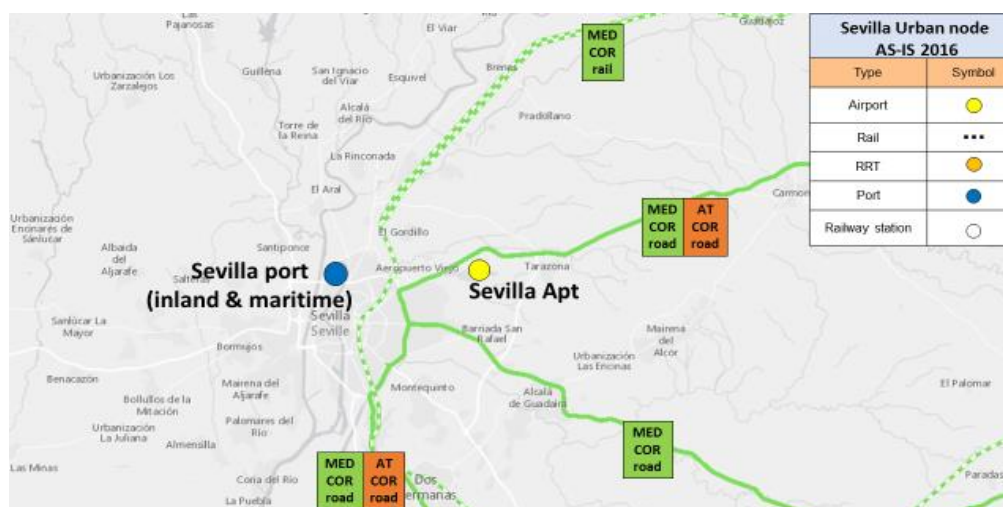 Las
Pajanosas
El Viar
Guadajoz
MED
COR
rail
Sevilla Urban node
AS-IS 2016
Type
Symbol
Airport
Rail
RRT
Port
Railway station
Urbanización Los
Zarzalejos
Guillena
San Ignacio
del Viar
Esquivel
Brenes
Alcalá
del Río
Torre de
la Reina
Pradollano
La Rinconada
El Aral
Carmon
Urbanización
Enonares de
Sanlúcar
Albaida
del
Aljarafe
Santiponce
El Gordillo
MED
COR
road
AT
COR
road
Salteras
Aeropuerto Viejo
Tarazona
Sevilla port
(inland & maritime)
Sevilla Apt
Sevilla
Seville
Sanlúcar La
Mayor
Bormujos
Barriada San
Rafael
Mairena
del
Alcor
Urbanización
Las Encinas
Benacazón
Mairena del
Aljarafe
Montequinto
Alcalá
de Guadaira
El Palomar
Bollullos de la
Mitación
Palomares del
Río
Urbanización
La Juliana
Almensilla
MED
COR
road
Las Minas
Coria del Río
MED
COR
road
AT
COR
road
Dos
ermanas
La Puebla
Paradas